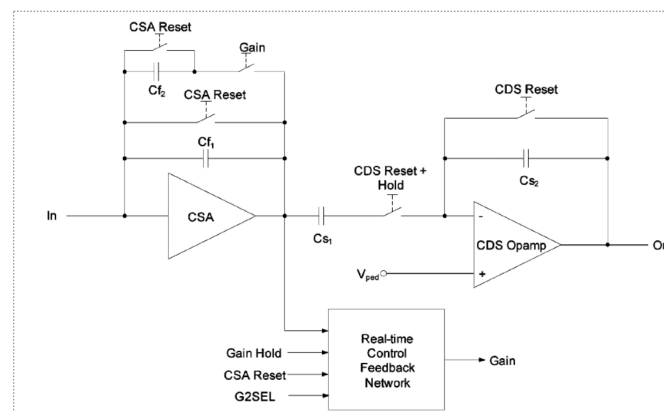 CSA Reset
Gain
Cf2
CSA Reset
CDS Reset
Cf1
Cs2
CDS Reset +
Hold
In
CSA
Cs1
-
CDS Opamp
+
Vped
Real-time
Control
Feedback
Network
Gain Hold
CSA Reset
G2SEL
Gain